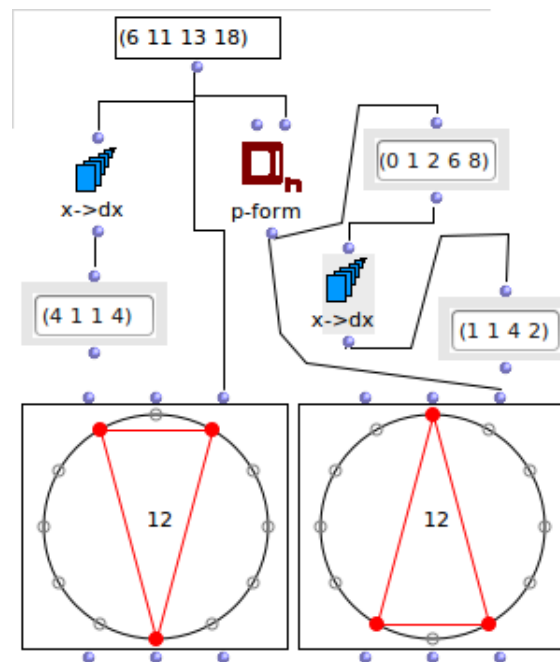 (6 11 13 18)
x->dx
p-form
n
(0 1 2 6 8)
x->dx
(4 1 1 4)
(1 1 4 2)
12
12